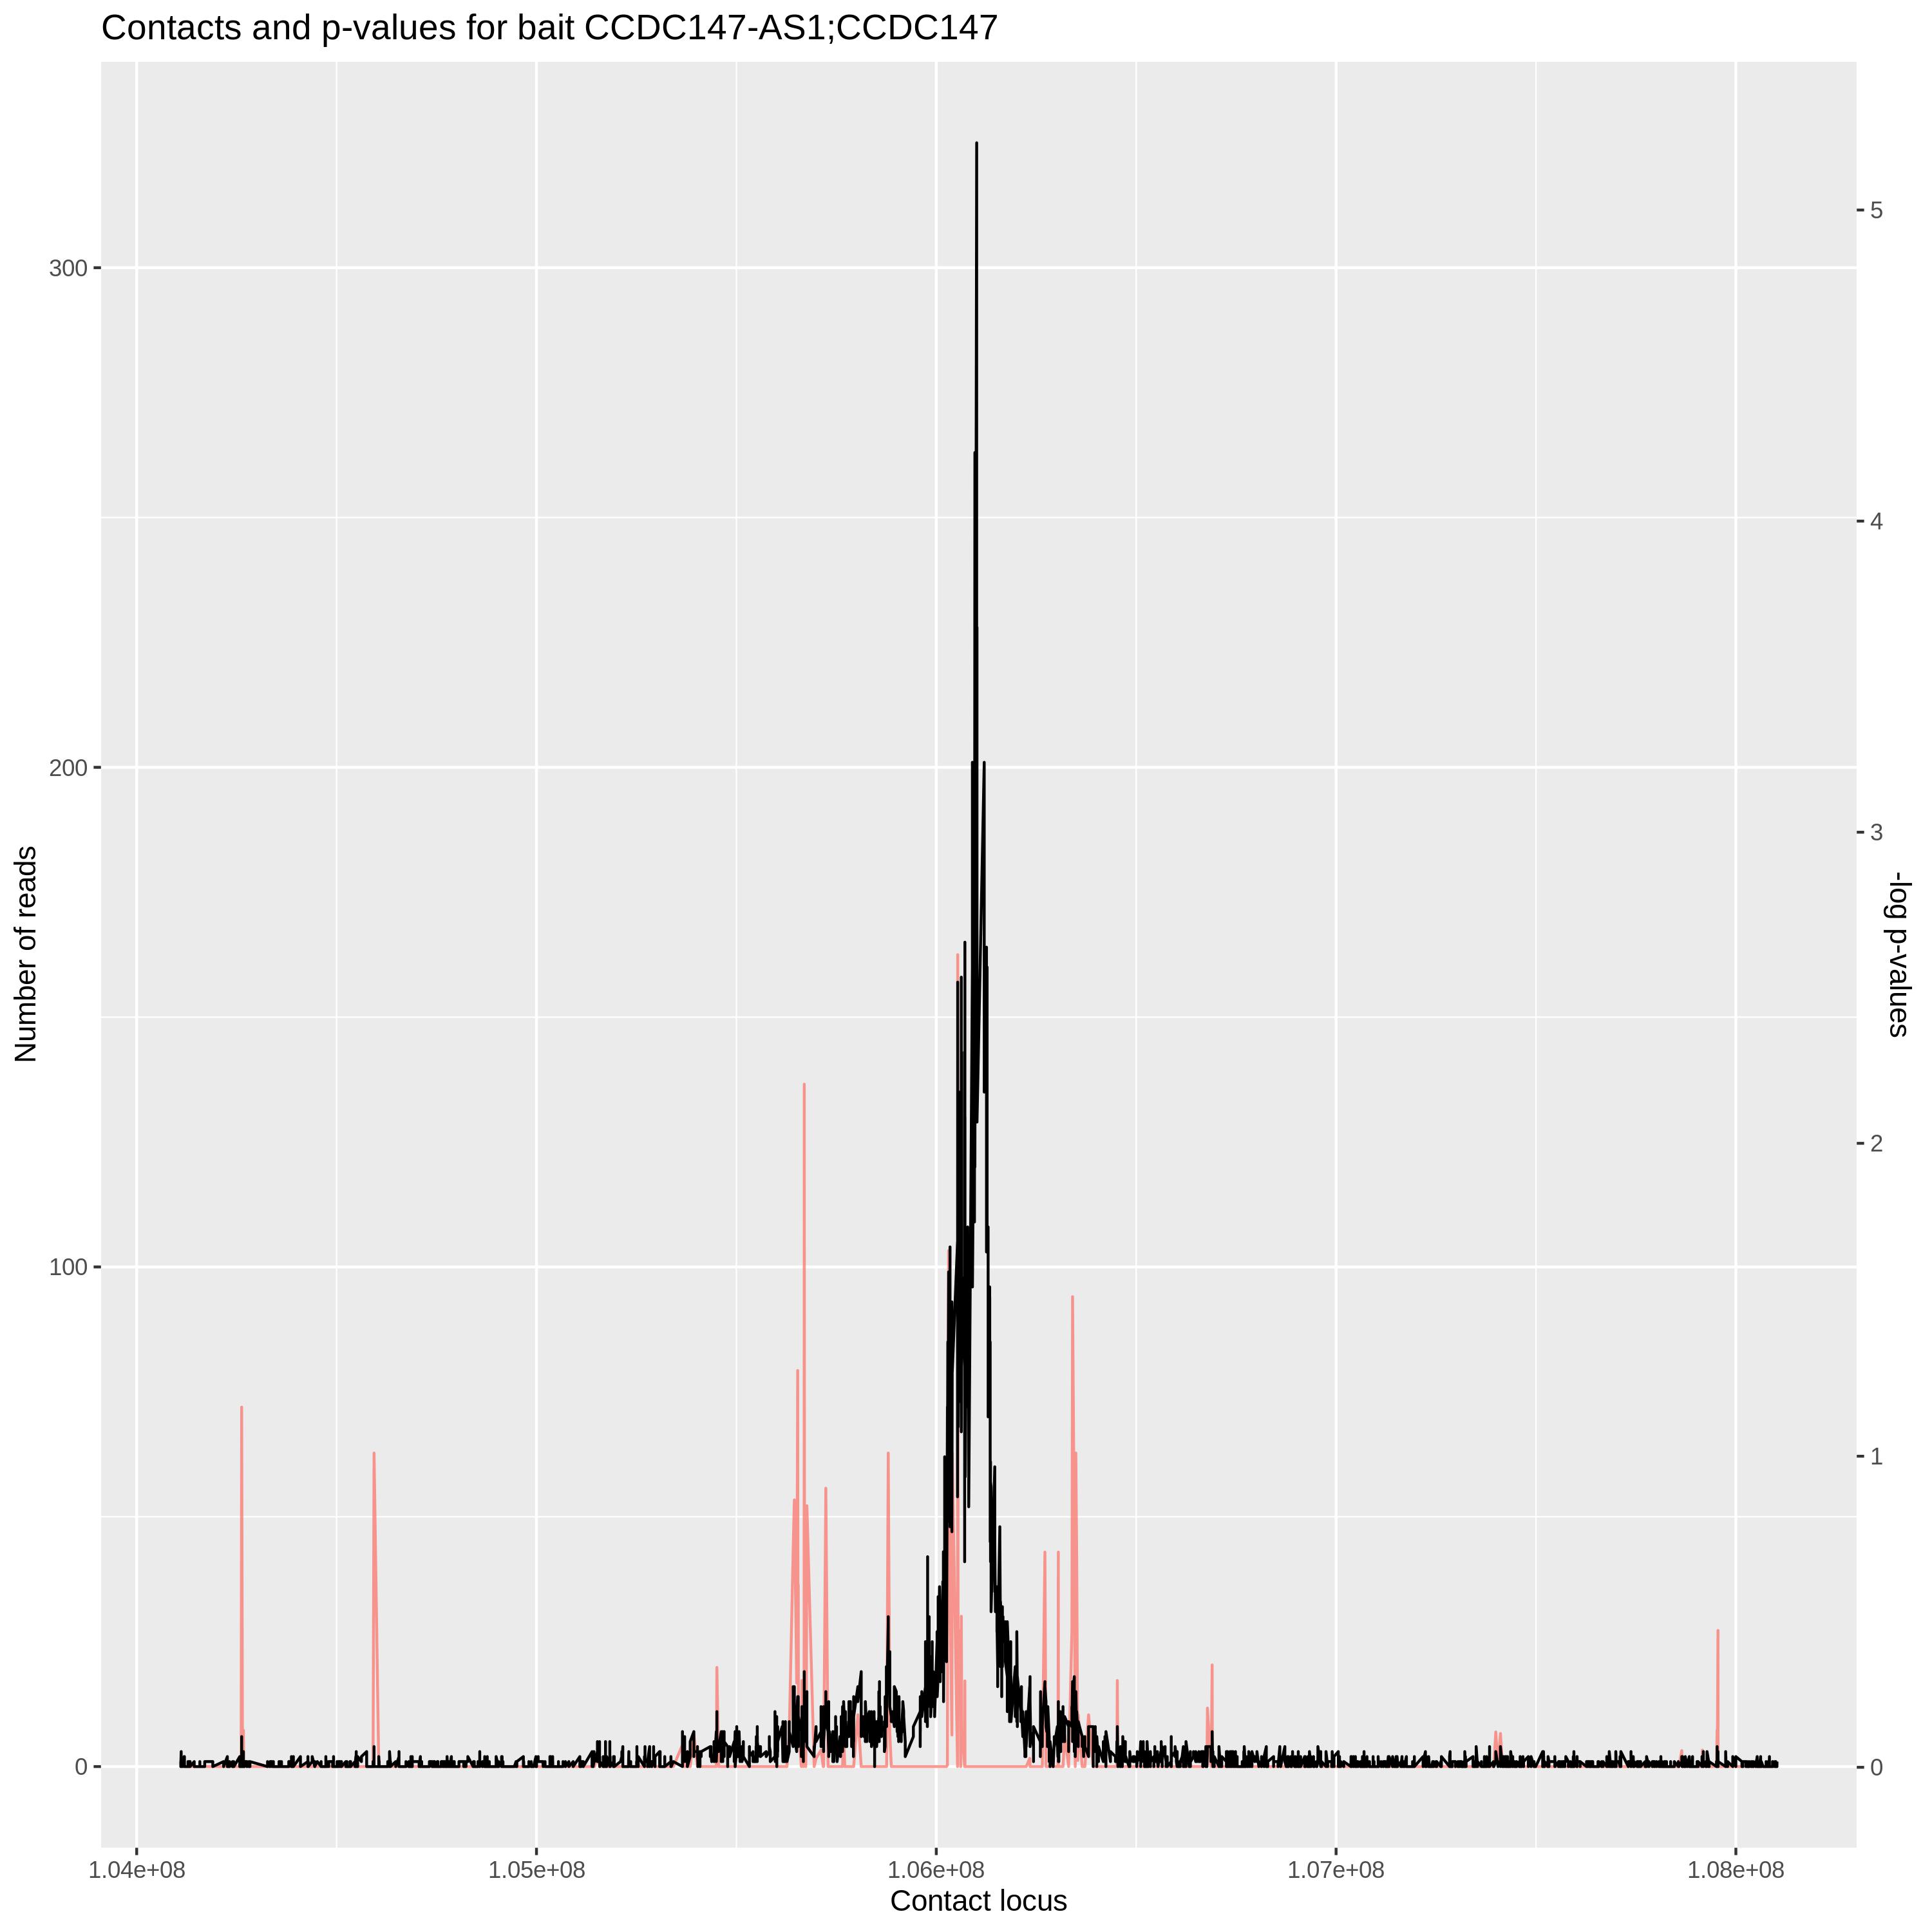 Contacts and p-values for bait CCDC147-AS1;CCDC147
300
200
100
0
5
4
3
2
1
0
Number of reads
-log p-values
1.04e+08
1.05e+08
1.06e+08
1.07e+08
1.08e+08
Contact locus